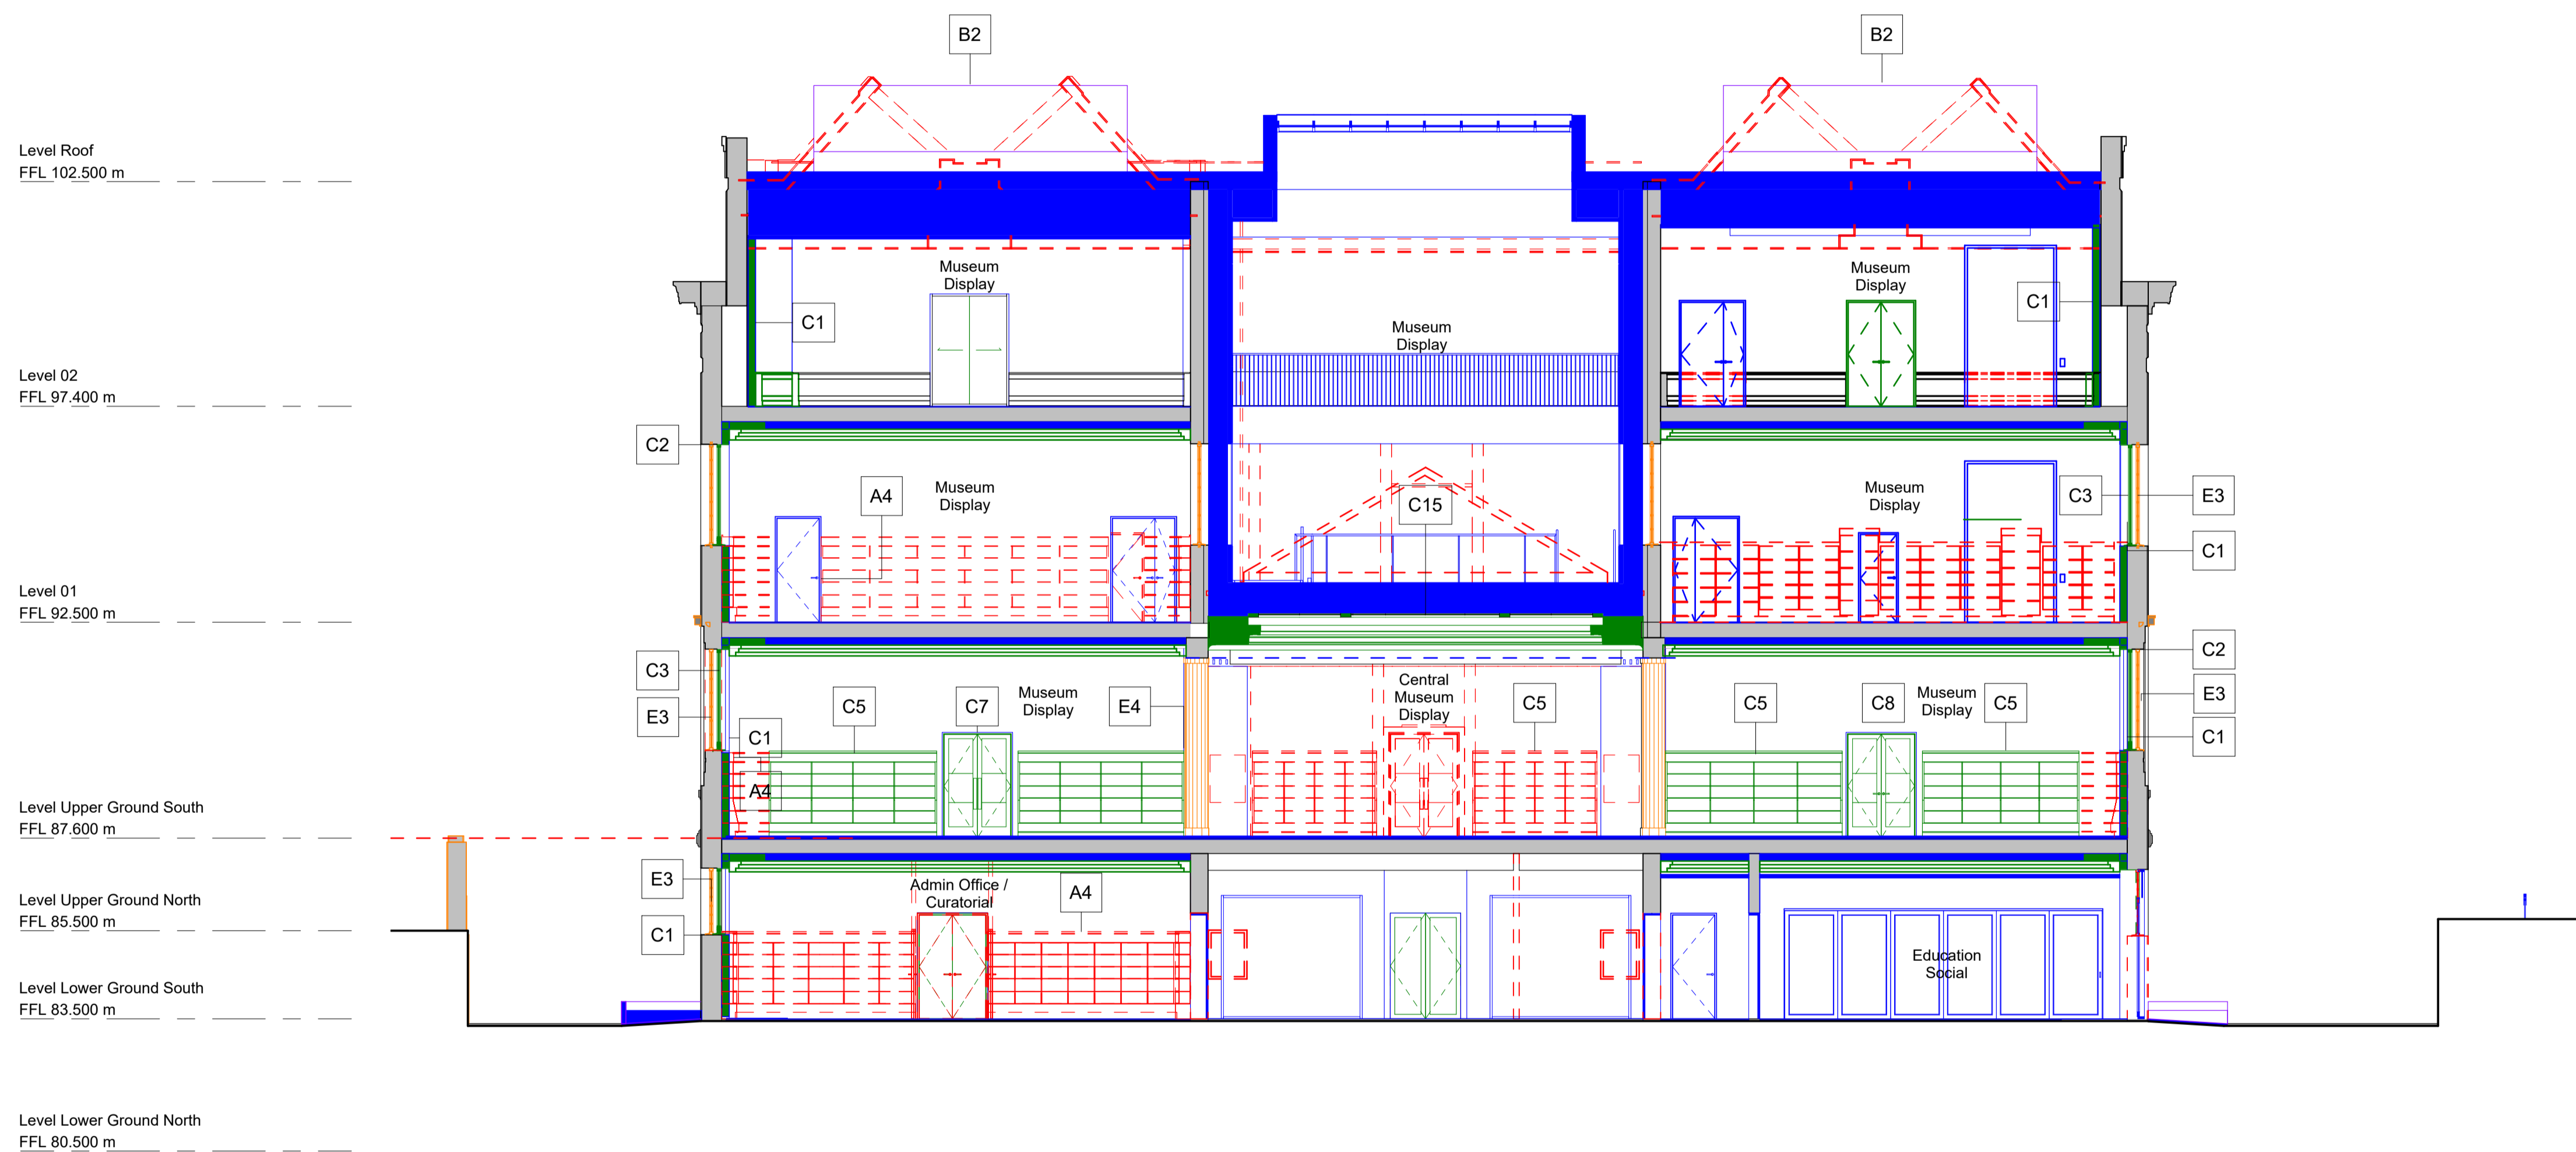 B2
B2
Level Roof
FFL 102.500 m
Museum
Display
Museum
Display
C1
C1
Museum
Display
Level 02
FFL 97.400 m
C2
A4
Museum
Display
C15
Museum
Display
C3
E3
C1
Level 01
FFL 92.500 m
C3
C2
E3
C5
C7
Museum
Display
E4
Central
Museum
Display
C5
C5
C8
Museum
Display
C5
E3
C1
C1
A4
Level Upper Ground South
FFL 87.600 m
E3
Admin Office /
Curatorial
A4
Level Upper Ground North
FFL 85.500 m
C1
Education
Social
Level Lower Ground South
FFL 83.500 m
Level Lower Ground North
FFL 80.500 m